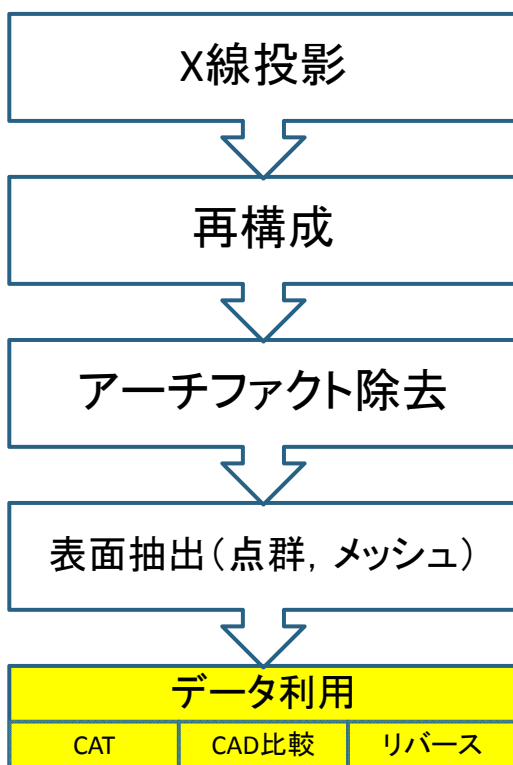 X線投影
再構成
アーチファクト除去
表面抽出（点群，メッシュ）
データ利用
CAT CAD比較 リバース